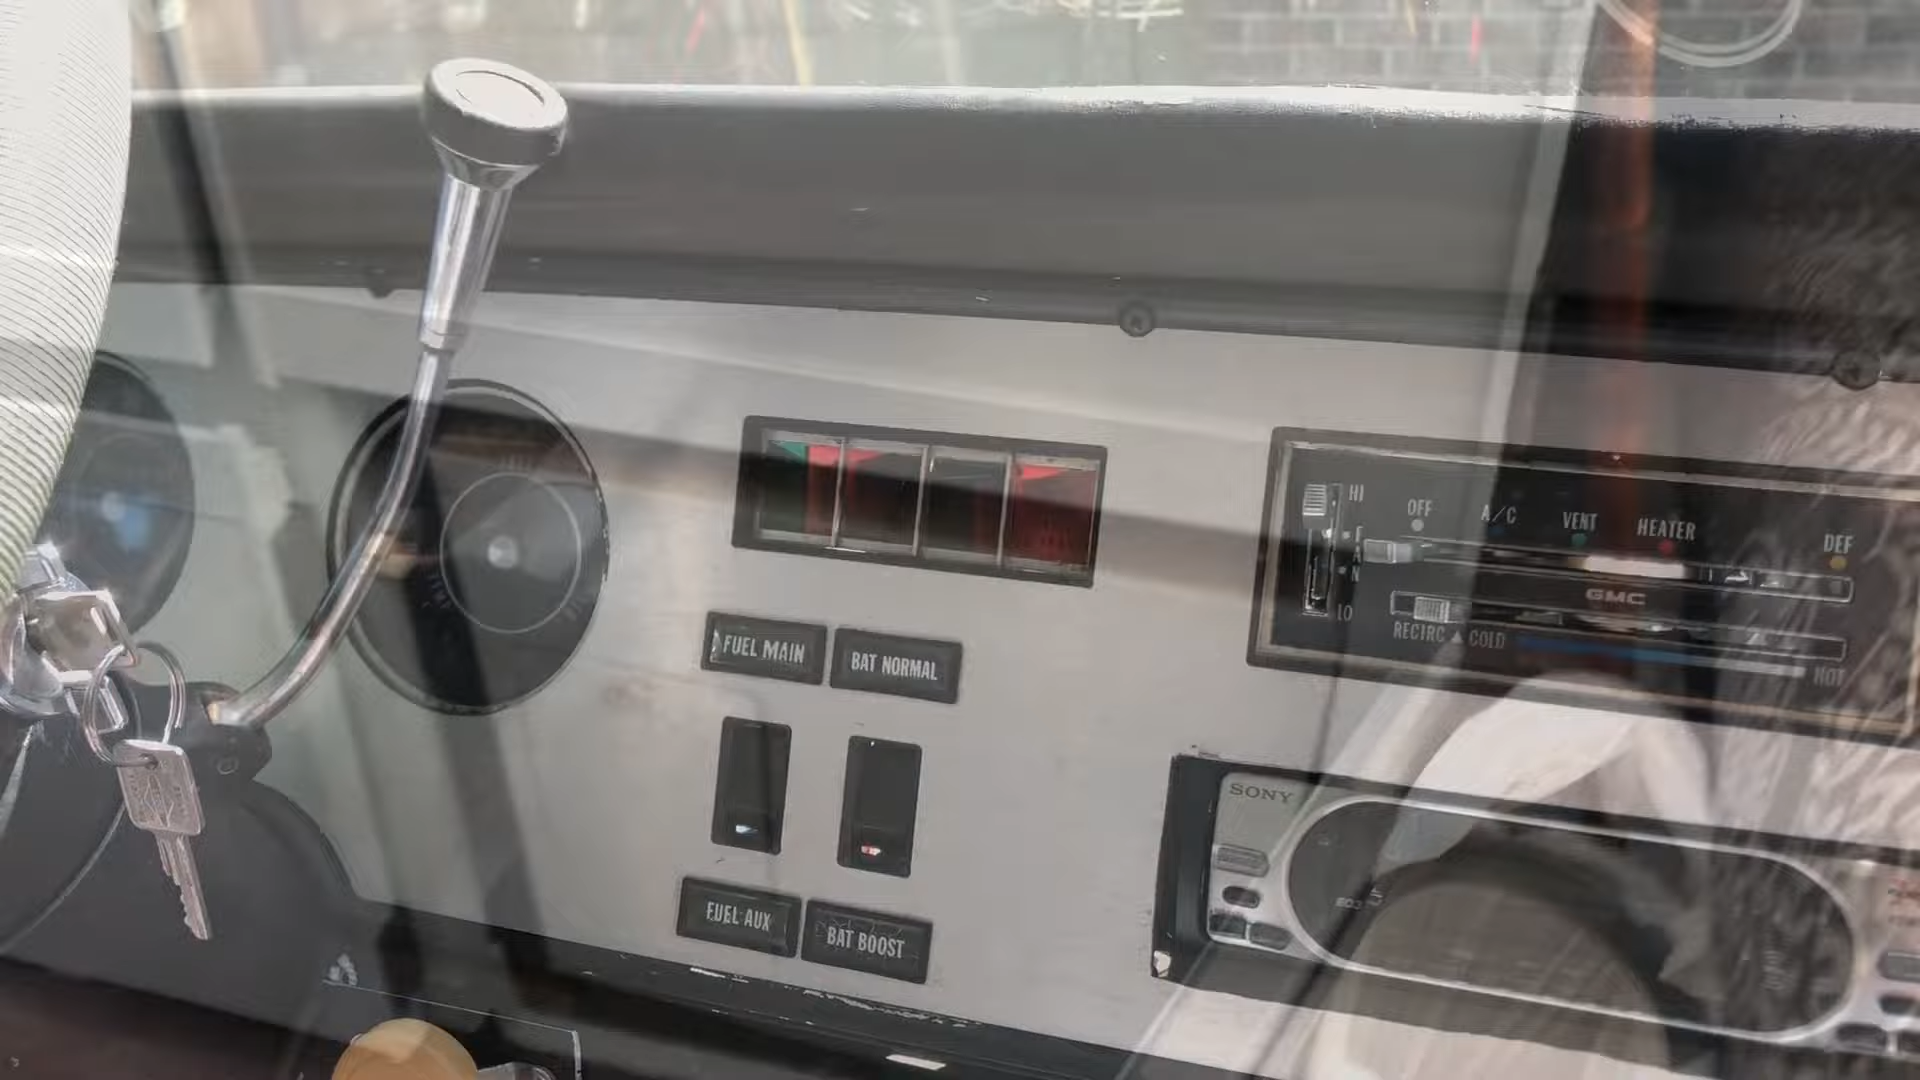 HI
FAN
LO
OFF
A/C
VENT
HEATER
DEF
GMC
RECIRC ▲ COLD
HOT
FUEL MAIN
BAT NORMAL
FUEL AUX
BAT BOOST
SONY
EQ3